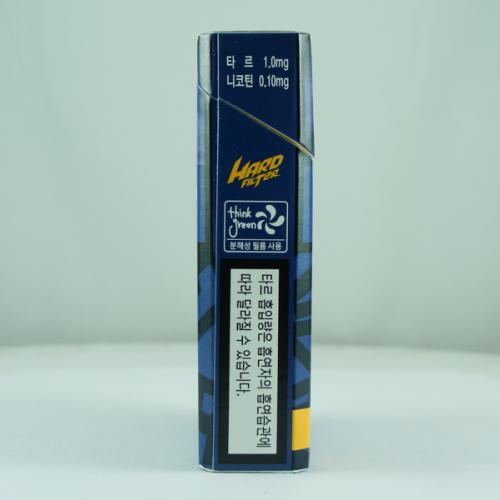 타 르 1.0mg
니코틴 0.10mg
HARD
FILTER
think
green
분해성 필름 사용
타르 흡입량은 흡연자의 흡연습관에
따라 달라질 수 있습니다.